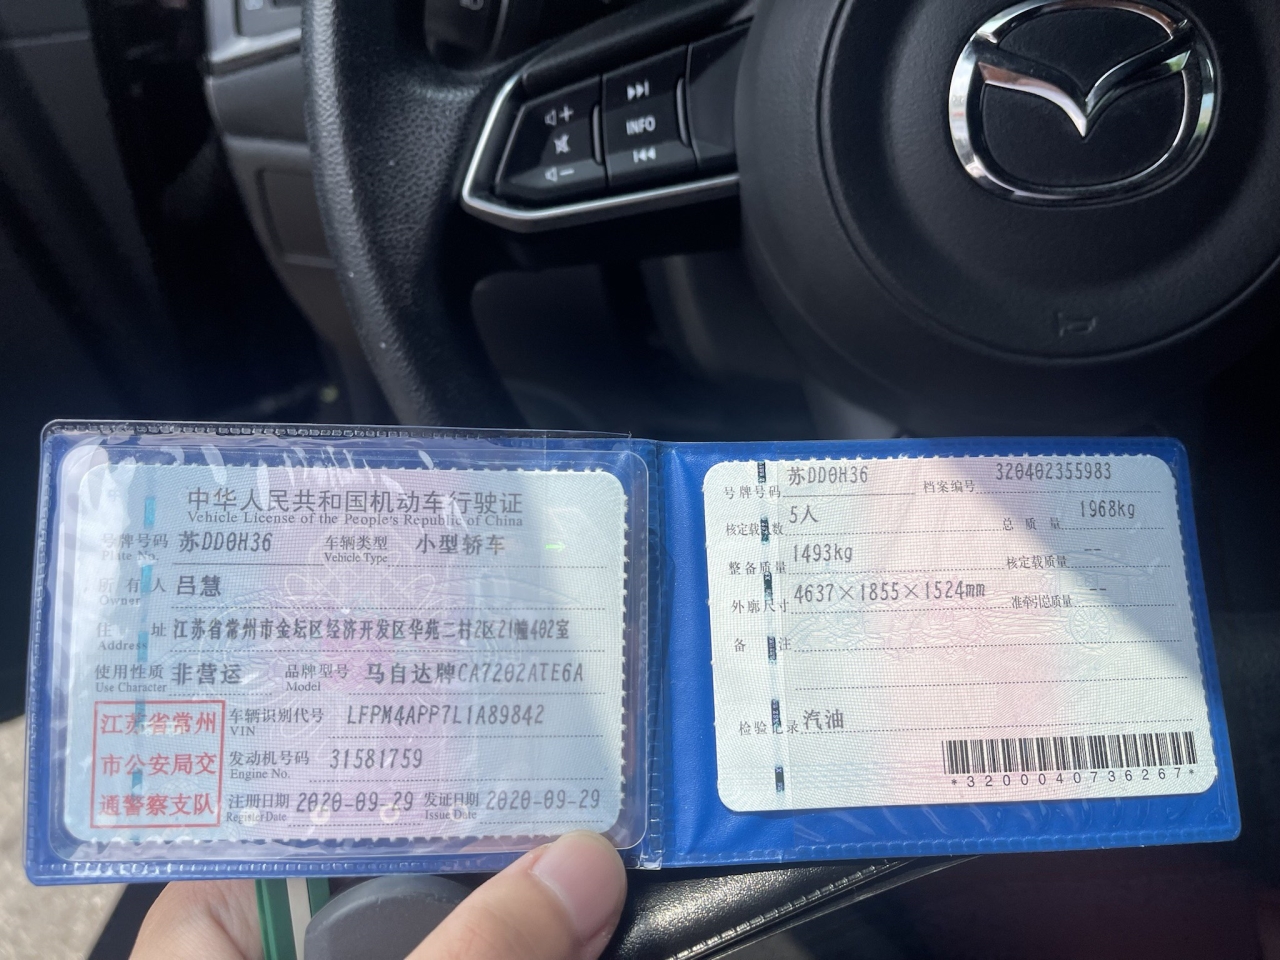 INFO
中华人民共和国机动车行驶证
Vehicle License of the People's Republic of China
号牌号码 苏DD0H36 车辆类型 小型轿车
Plate No. Vehicle Type
所有人 吕慧
Owner
住址 江苏省常州市金坛区经济开发区华苑二村2区21幢402室
Address
使用性质 非营运 品牌型号 马自达牌CA7202ATE6A
Use Character Model
江苏省常州
市公安局交
通警察支队
车辆识别代号 LFPM4APP7L1A89842
VIN
发动机号码 31581759
Engine No.
注册日期 2020-09-29 发证日期 2020-09-29
Register Date Issue Date
号牌号码 苏DD0H36 档案编号 320402355983
核定载人数 5人 总质量 1968kg
整备质量 1493kg 核定载质量 --
外廓尺寸 4637×1855×1524mm 准牵引总质量 --
备注
检验记录 汽油
*3200040736267*